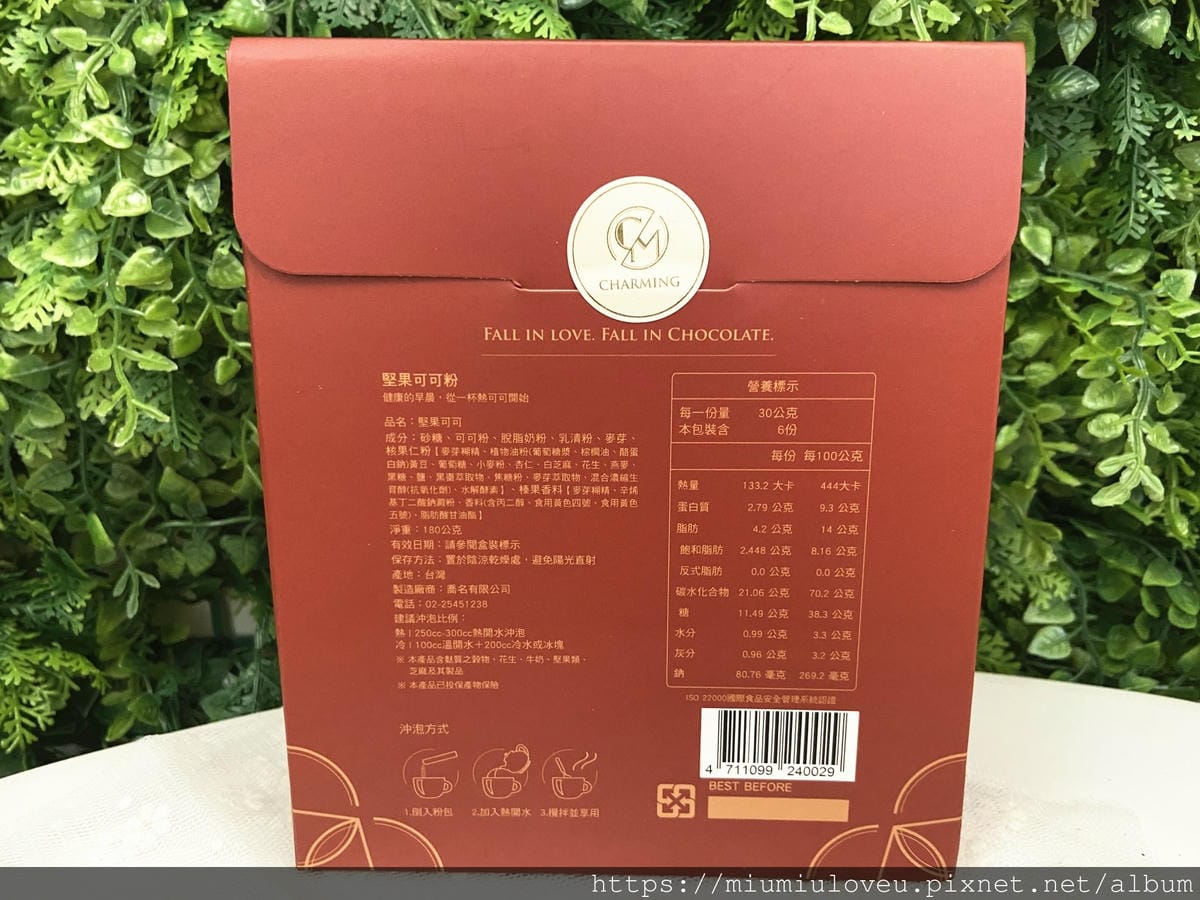 CM
CHARMING
FALL IN LOVE. FALL IN CHOCOLATE.
堅果可可粉
健康的早晨，從一杯熱可可開始
品名：堅果可可
成分：砂糖、可可粉、脫脂奶粉、乳清粉、麥芽、
核果仁粉【麥芽糊精、植物油粉(葡萄糖漿、棕櫚油、酪蛋
白鈉)黃豆、葡萄糖、小麥粉、杏仁、白芝麻、花生、燕麥、
黑糖、鹽、黑棗萃取物、焦糖粉、麥芽萃取物、混合濃縮生
育醇(抗氧化劑)、水解酵素】、榛果香料【麥芽糊精、辛烯
基丁二酸鈉澱粉、香料(含丙二醇、食用黃色四號、食用黃色
五號)、脂肪酸甘油酯】
淨重：180公克
有效日期：請參閱盒裝標示
保存方法：置於陰涼乾燥處，避免陽光直射
產地：台灣
製造廠商：喬名有限公司
電話：02-25451238
建議沖泡比例：
熱 | 250cc-300cc熱開水沖泡
冷 | 100cc溫開水＋200cc冷水或冰塊
※ 本產品含麩質之穀物、花生、牛奶、堅果類、
芝麻及其製品
※ 本產品已投保產物保險
沖泡方式
1.倒入粉包 2.加入熱開水 3.攪拌並享用
營養標示
每一份量 30公克
本包裝含 6份
每份 每100公克
熱量 133.2 大卡 444大卡
蛋白質 2.79 公克 9.3 公克
脂肪 4.2 公克 14 公克
飽和脂肪 2.448 公克 8.16 公克
反式脂肪 0.0 公克 0.0 公克
碳水化合物 21.06 公克 70.2 公克
糖 11.49 公克 38.3 公克
水分 0.99 公克 3.3 公克
灰分 0.96 公克 3.2 公克
鈉 80.76 毫克 269.2 毫克
ISO 22000國際食品安全管理系統認證
4 711099 240029
BEST BEFORE
https://miumiuloveu.pixnet.net/album